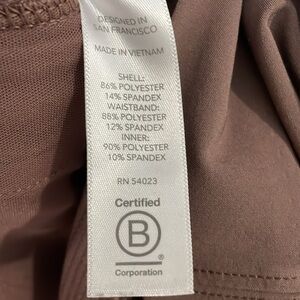 DESIGNED IN
SAN FRANCISCO
MADE IN VIETNAM
SHELL:
86% POLYESTER
14% SPANDEX
WAISTBAND:
88% POLYESTER
12% SPANDEX
INNER:
90% POLYESTER
10% SPANDEX
RN 54023
Certified
B
®
Corporation